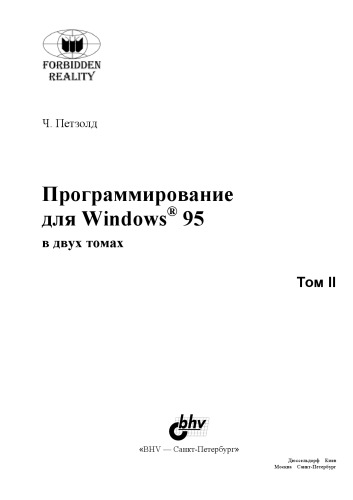 FORBIDDEN
REALITY
Ч. Петзолд
Программирование
для Windows® 95
в двух томах
Том II
bhv
«BHV — Санкт-Петербург»
Дюссельдорф Киев
Москва Санкт-Петербург